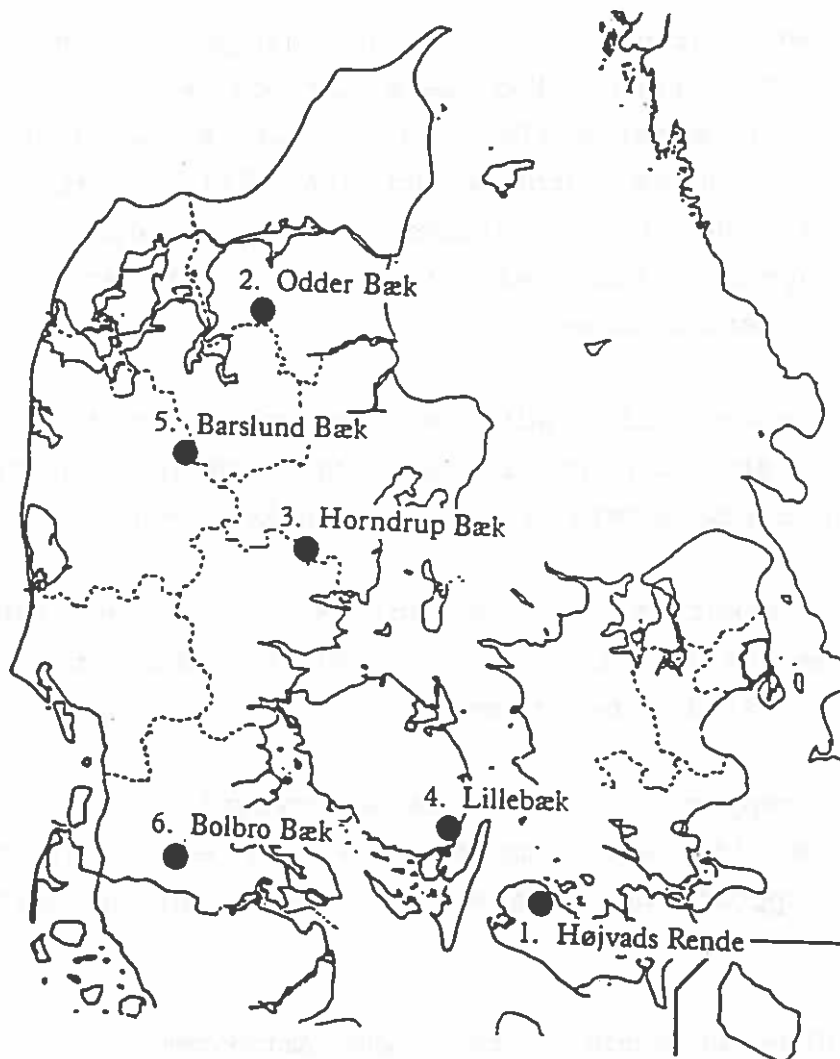 2. Odder Bæk
5. Barslund Bæk
3. Horndrup Bæk
4. Lillebæk
6. Bolbro Bæk
1. Højvads Rende